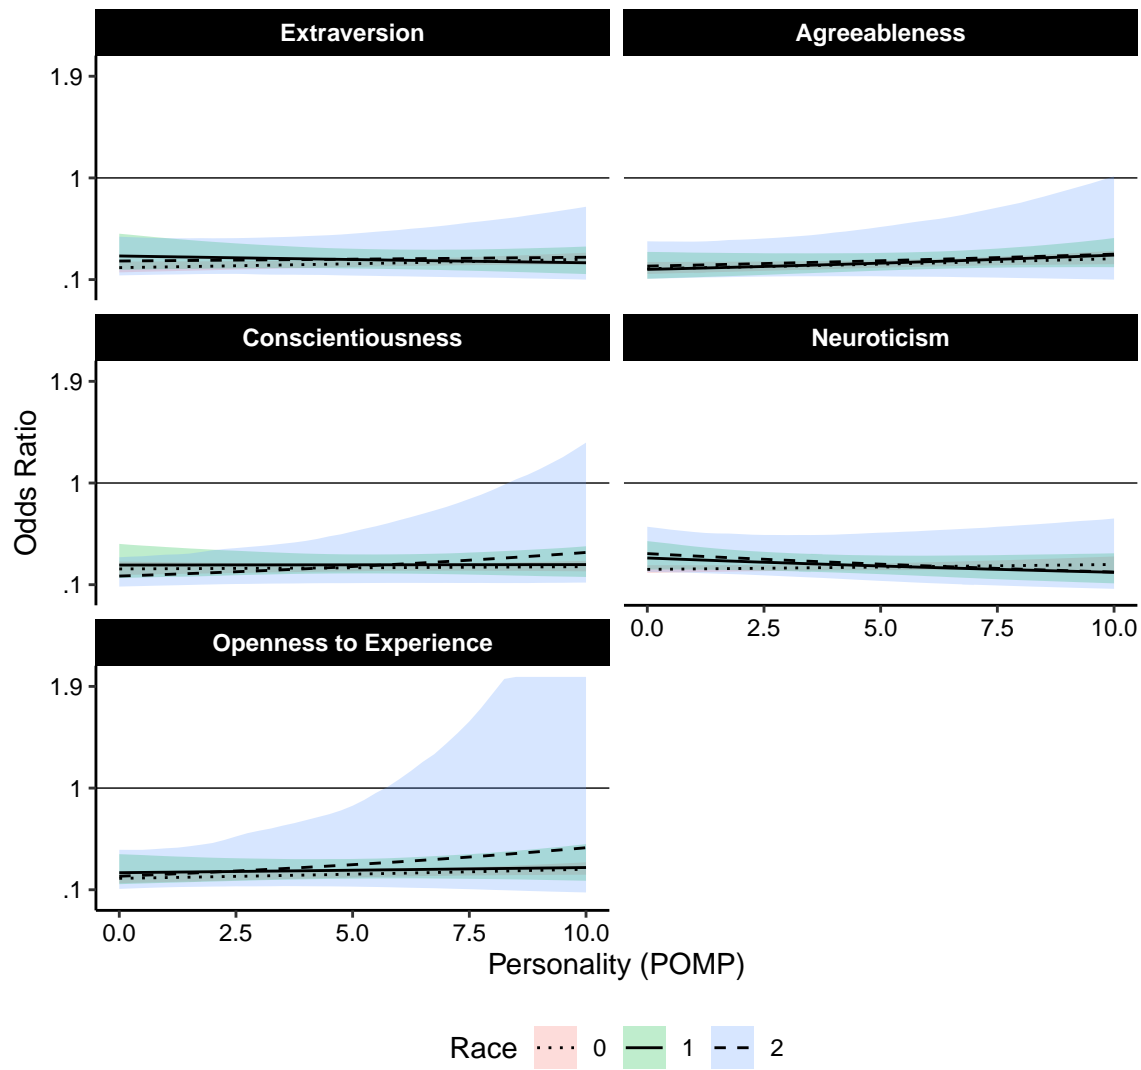 Extraversion
Agreeableness
1.9
1
.1
Conscientiousness
Neuroticism
1.9
1
.1
0.0 2.5 5.0 7.5 10.0
Openness to Experience
1.9
1
.1
0.0 2.5 5.0 7.5 10.0
Odds Ratio
Personality (POMP)
Race 0 1 2